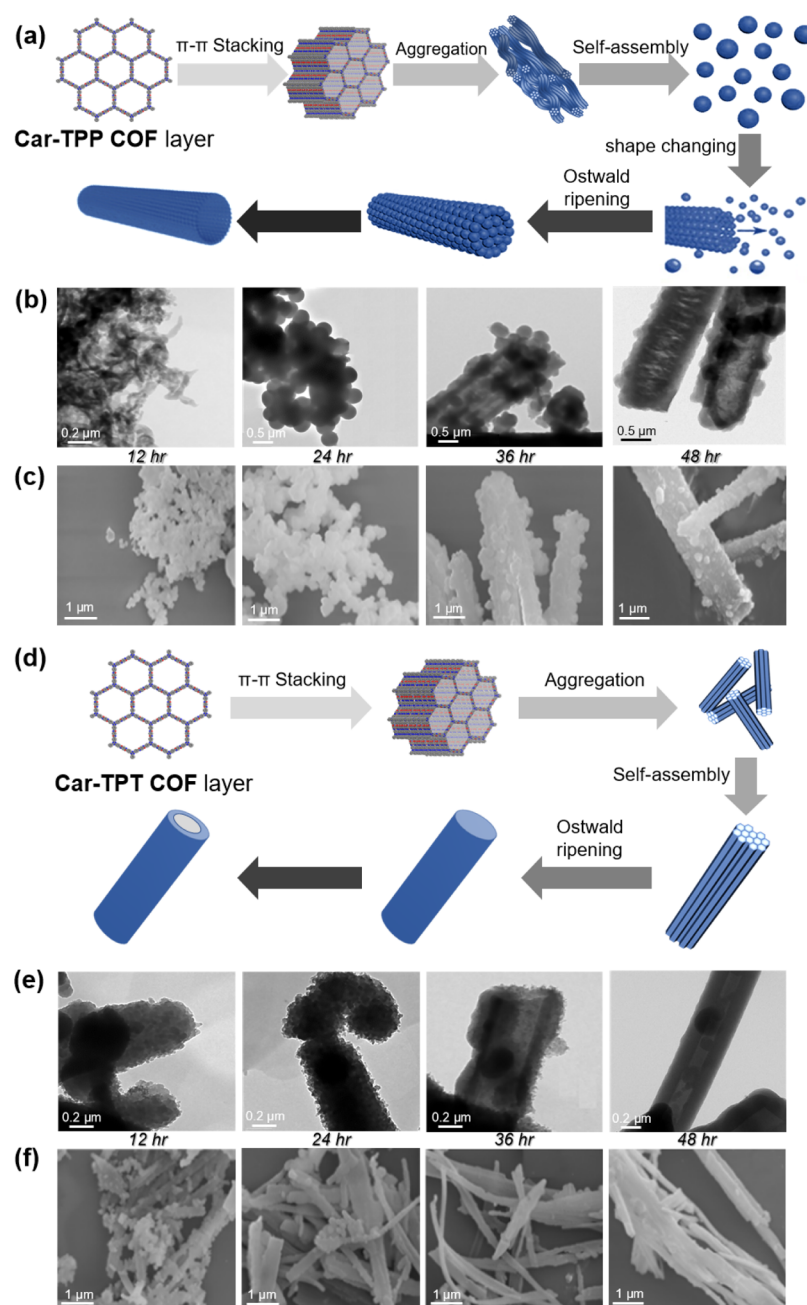 (a)
π-π Stacking
Aggregation
Self-assembly
Car-TPP COF layer
shape changing
Ostwald
ripening
(b)
0.2 μm
0.5 μm
0.5 μm
0.5 μm
12 hr
24 hr
36 hr
48 hr
(c)
1 μm
1 μm
1 μm
1 μm
(d)
π-π Stacking
Aggregation
Car-TPT COF layer
Self-assembly
Ostwald
ripening
(e)
0.2 μm
0.2 μm
0.2 μm
0.2 μm
12 hr
24 hr
36 hr
48 hr
(f)
1 μm
1 μm
1 μm
1 μm